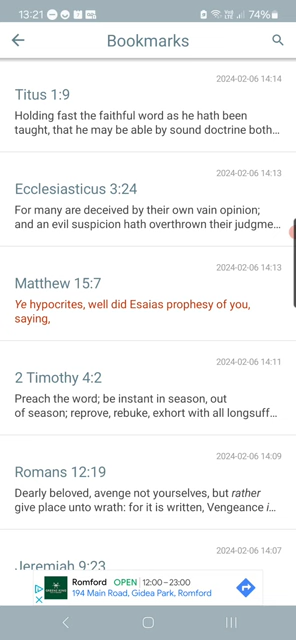 13:21
74%
Bookmarks
2024-02-06 14:14
Titus 1:9
Holding fast the faithful word as he hath been
taught, that he may be able by sound doctrine both...
2024-02-06 14:13
Ecclesiasticus 3:24
For many are deceived by their own vain opinion;
and an evil suspicion hath overthrown their judgme...
2024-02-06 14:13
Matthew 15:7
Ye hypocrites, well did Esaias prophesy of you,
saying,
2024-02-06 14:11
2 Timothy 4:2
Preach the word; be instant in season, out
of season; reprove, rebuke, exhort with all longsuff...
2024-02-06 14:09
Romans 12:19
Dearly beloved, avenge not yourselves, but rather
give place unto wrath: for it is written, Vengeance i...
2024-02-06 14:07
Jeremiah 9:23
Romford OPEN 12:00 – 23:00
194 Main Road, Gidea Park, Romford